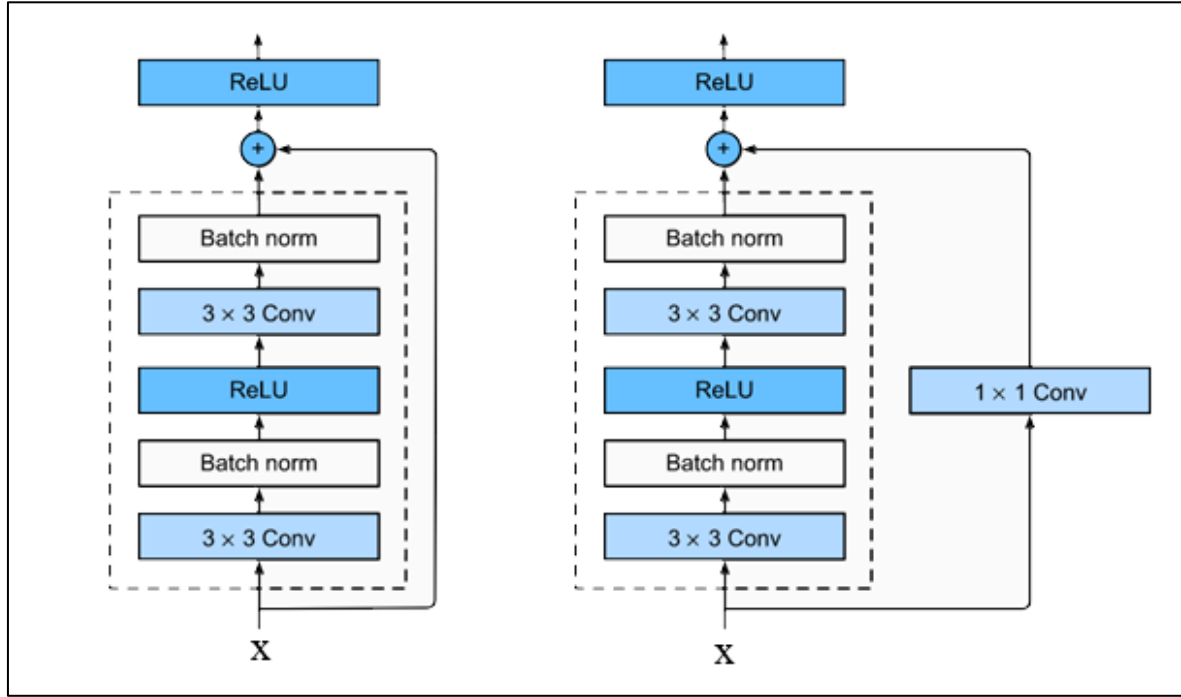 ReLU
+
Batch norm
3 × 3 Conv
ReLU
Batch norm
3 × 3 Conv
X
ReLU
+
Batch norm
3 × 3 Conv
ReLU
1 × 1 Conv
Batch norm
3 × 3 Conv
X